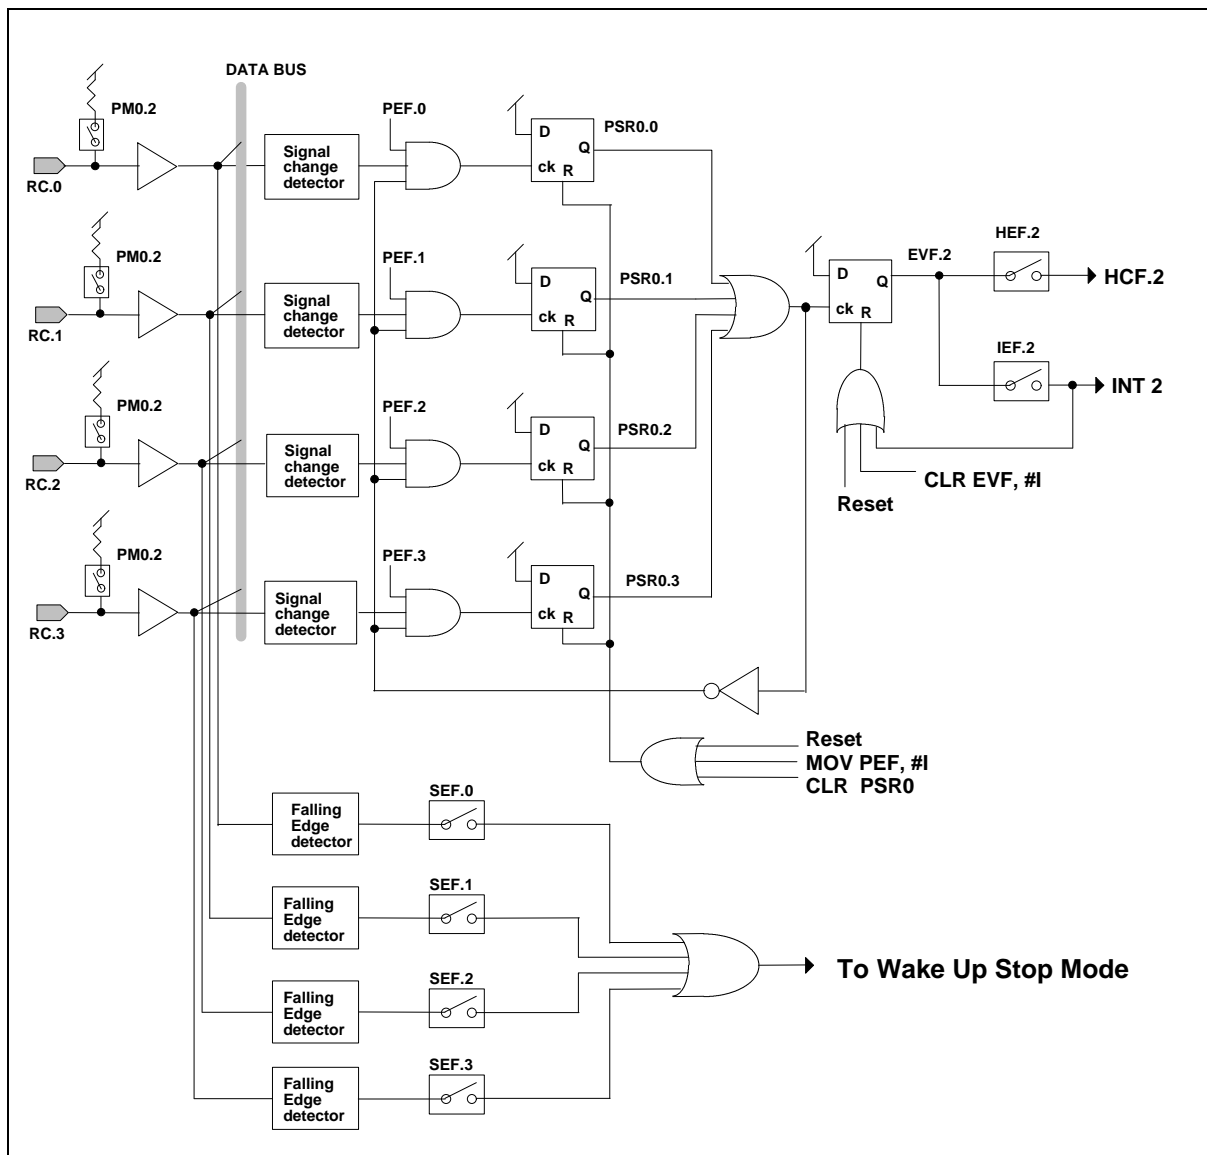 DATA BUS
PM0.2
RC.0
Signal
change
detector
PEF.0
D
Q
ck
R
PSR0.0
PM0.2
RC.1
Signal
change
detector
PEF.1
D
Q
ck
R
PSR0.1
PM0.2
RC.2
Signal
change
detector
PEF.2
D
Q
ck
R
PSR0.2
PM0.2
RC.3
Signal
change
detector
PEF.3
D
Q
ck
R
PSR0.3
D
Q
ck
R
EVF.2
HEF.2
HCF.2
IEF.2
INT 2
CLR EVF, #I
Reset
Reset
MOV PEF, #I
CLR PSR0
Falling
Edge
detector
SEF.0
Falling
Edge
detector
SEF.1
Falling
Edge
detector
SEF.2
Falling
Edge
detector
SEF.3
To Wake Up Stop Mode